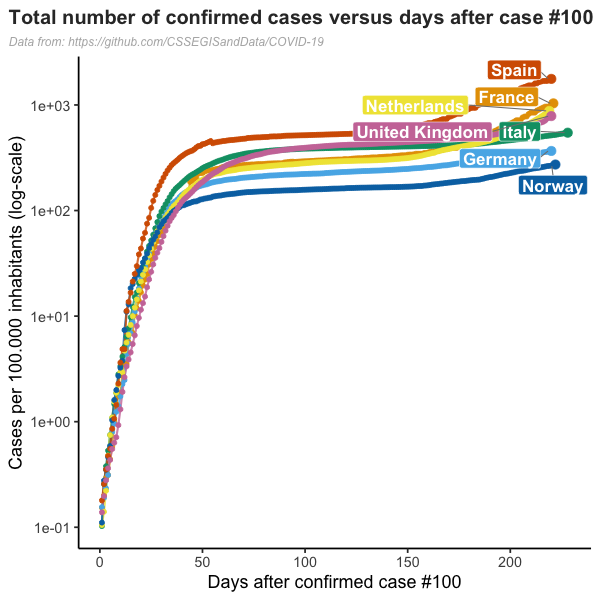 Total number of confirmed cases versus days after case #100
Data from: https://github.com/CSSEGISandData/COVID-19
Cases per 100.000 inhabitants (log-scale)
1e+03
1e+02
1e+01
1e+00
1e-01
Spain
France
Netherlands
United Kingdom
italy
Germany
Norway
0
50
100
150
200
Days after confirmed case #100